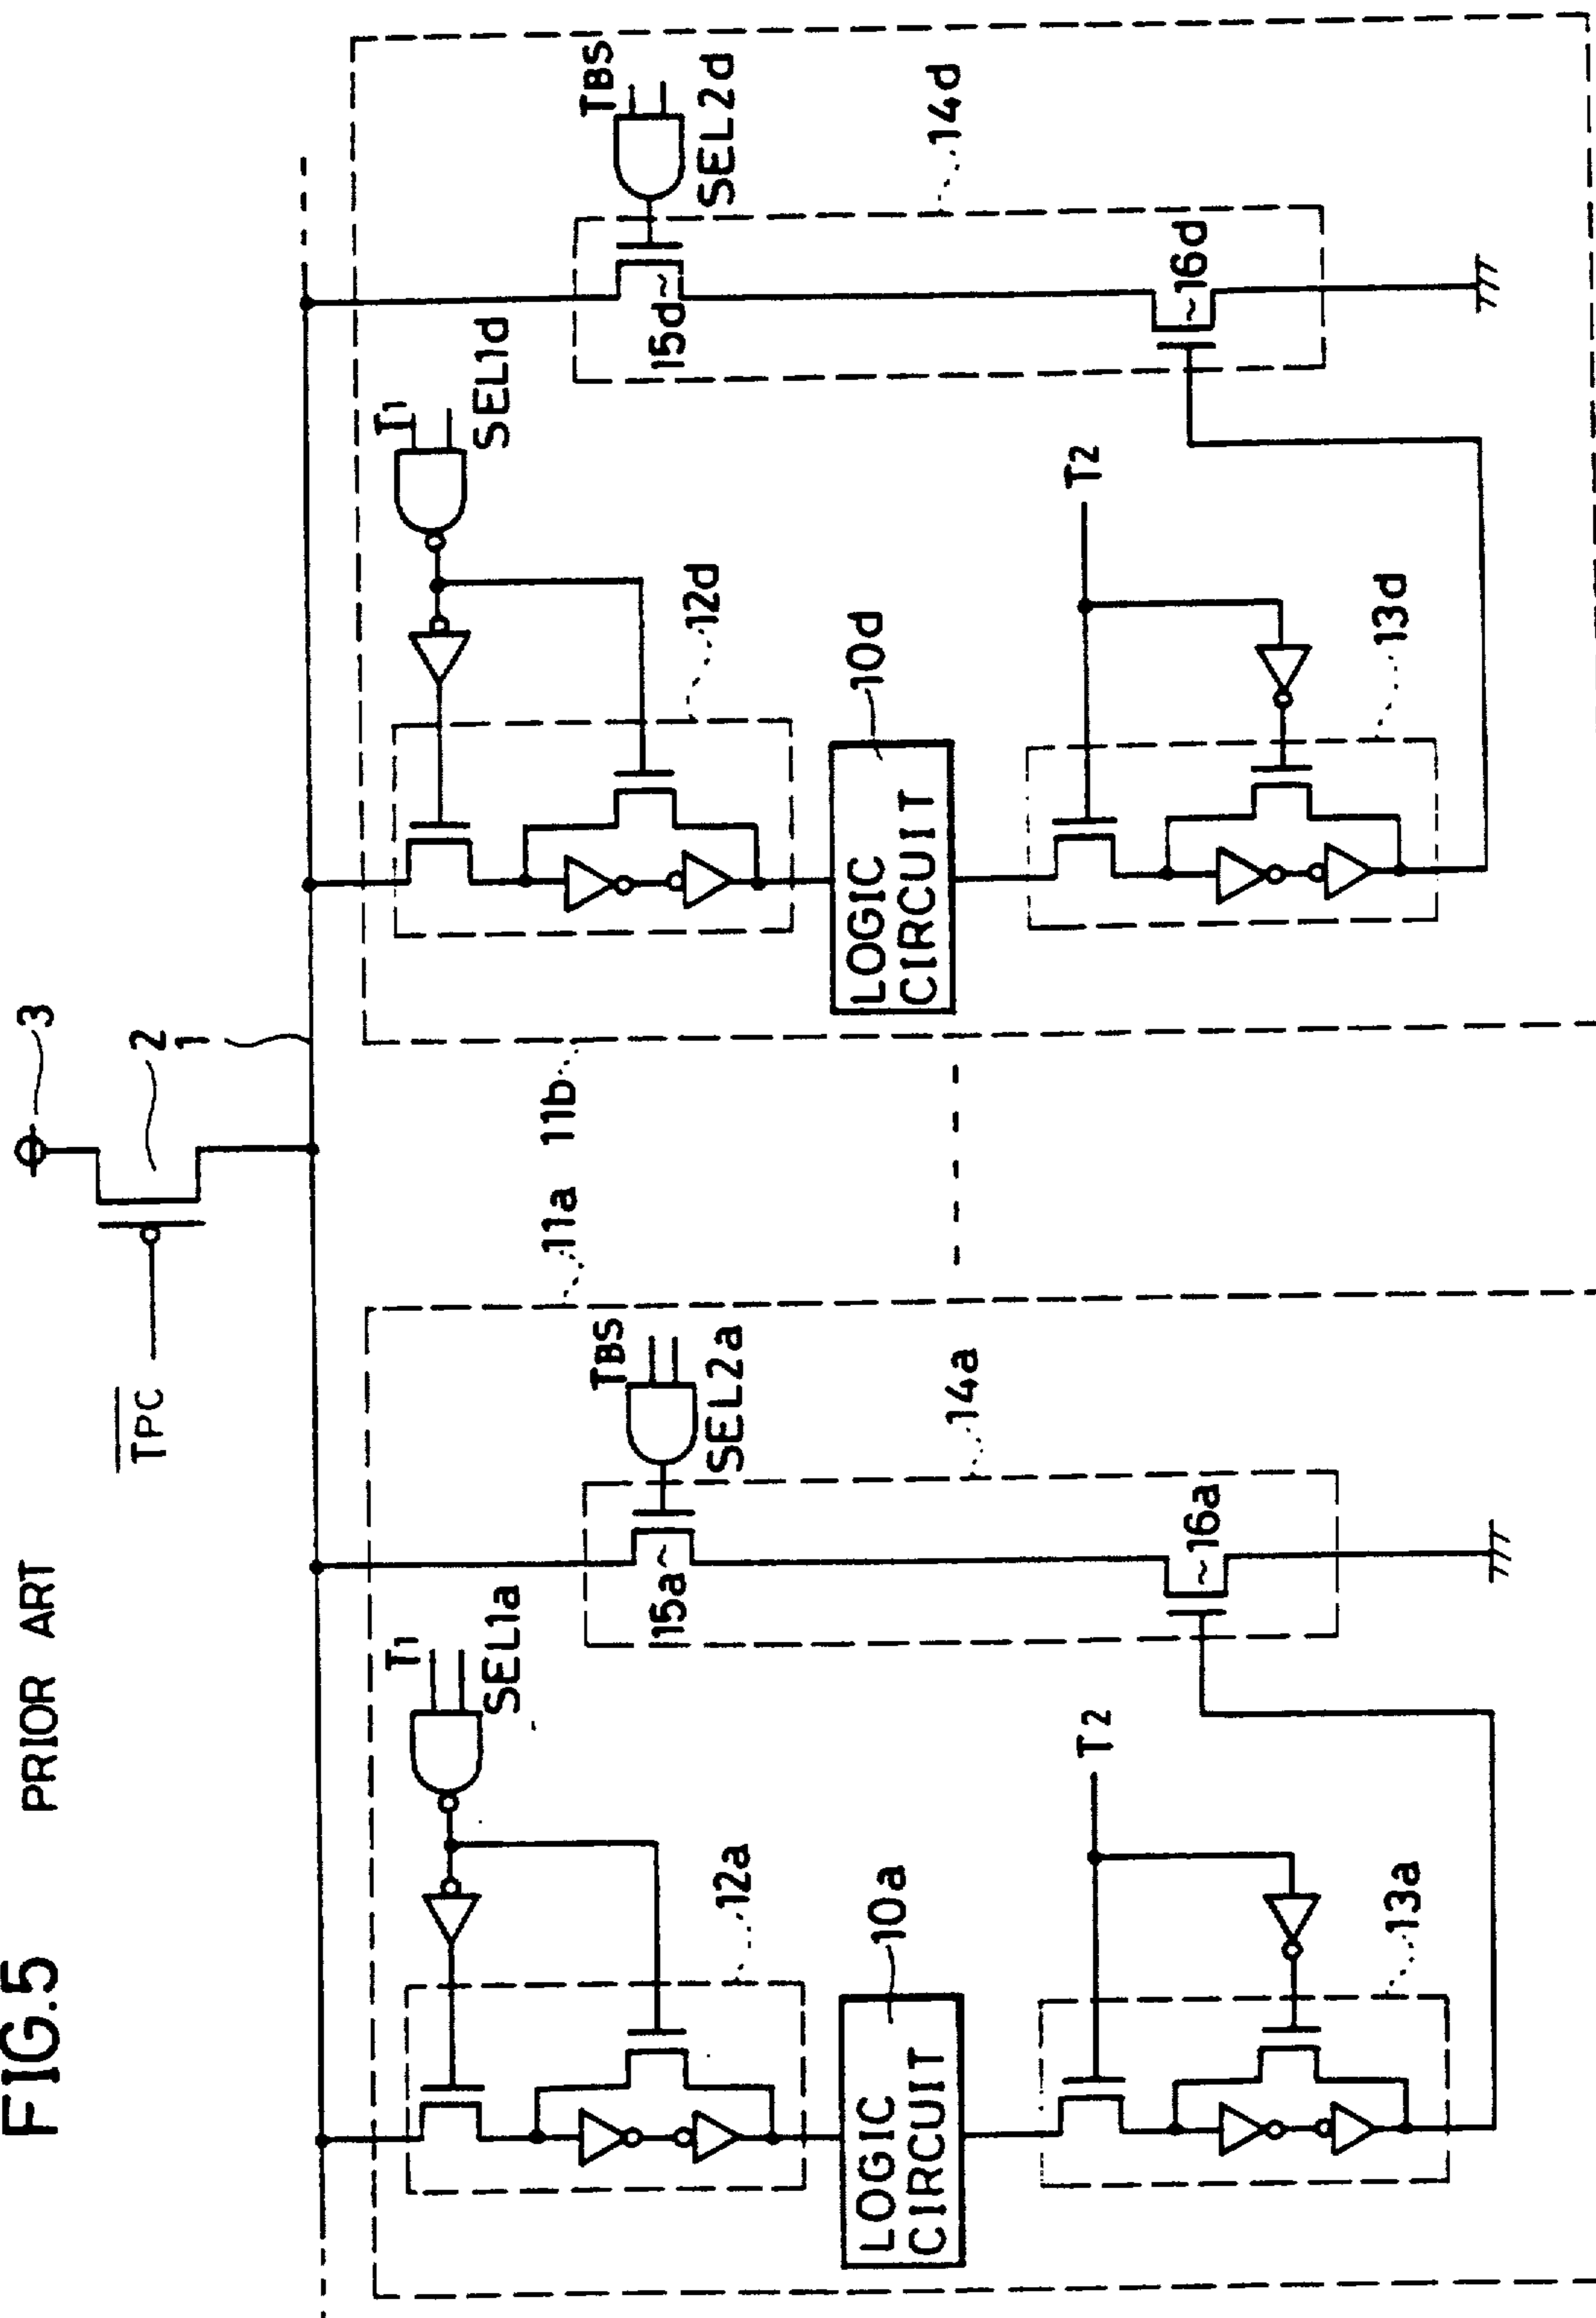 FIG.5 PRIOR ART
TPC
3
2
1
11a
11b
T1
SEL1a
TBS
SEL2a
15a
12a
14a
10a
LOGIC
CIRCUIT
T2
16a
13a
T1
SEL1d
TBS
SEL2d
15d
12d
14d
10d
LOGIC
CIRCUIT
T2
16d
13d